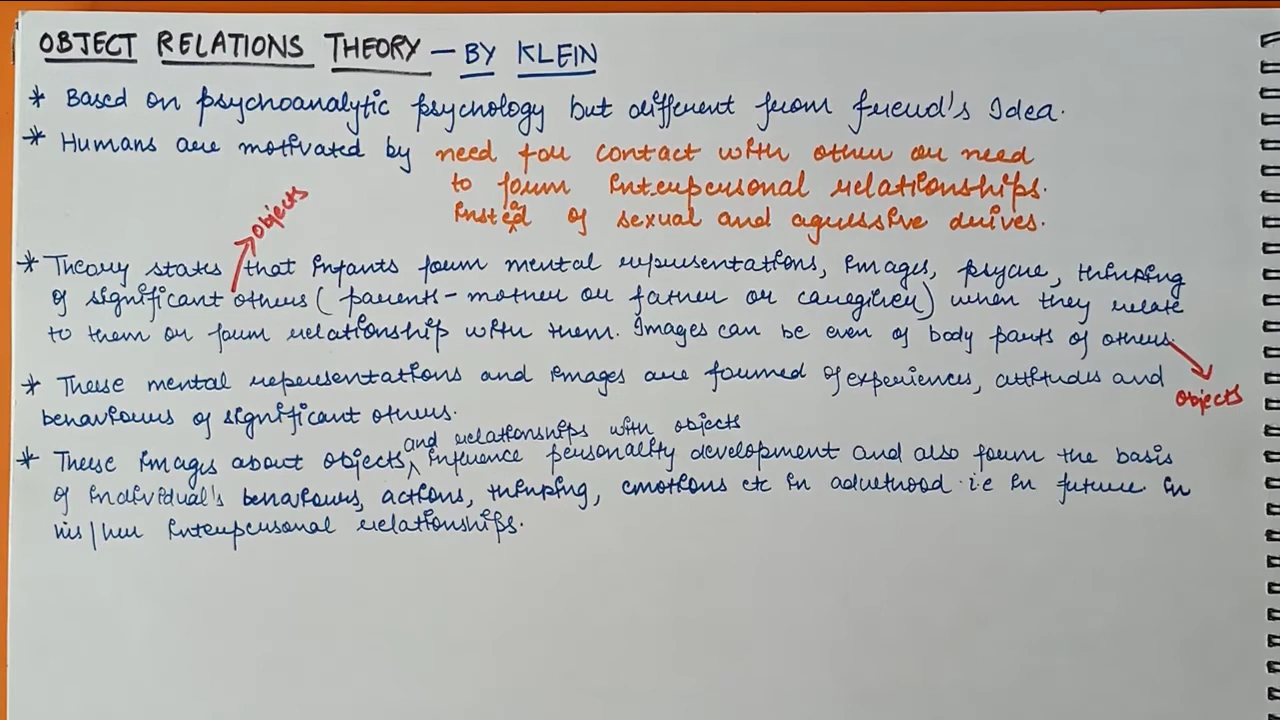 OBJECT RELATIONS THEORY – BY KLEIN
* Based on psychoanalytic psychology but different from freud's Idea.
* Humans are motivated by need for contact with other or need
to form interpersonal relationships.
instead of sexual and agressive drives.
objects
* Theory states that infants form mental representations, images, psyche, thinking
of significant others (parents - mother or father or caregiver) when they relate
to them or form relationship with them. Images can be even of body parts of others.
objects
* These mental representations and images are formed of experiences, attitudes and
behaviours of significant others.
and relationships with objects
* These images about objects ^ influence personality development and also form the basis
of individual's behaviours, actions, thinking, emotions etc in adulthood i.e in future in
his/her interpersonal relationships.